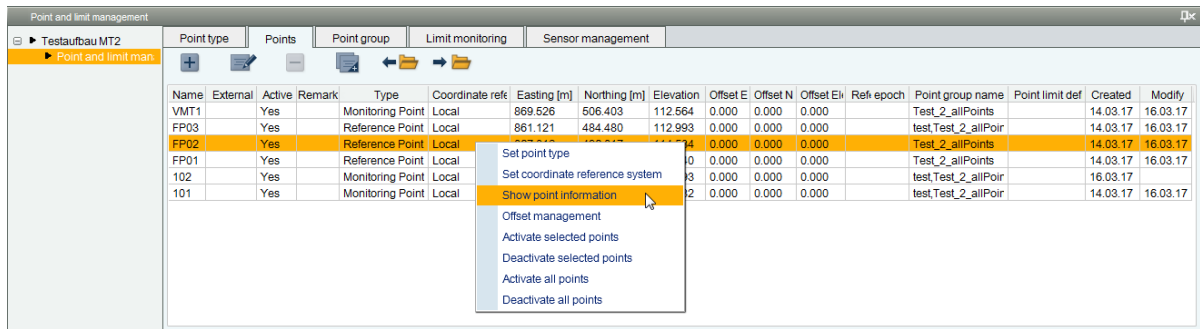 Point and limit management
Testaufbau MT2
Point and limit man
Point type Points Point group Limit monitoring Sensor management
Name External Active Remark Type Coordinate refe Easting [m] Northing [m] Elevation Offset E Offset N Offset Ele Refe epoch Point group name Point limit def Created Modify
VMT1 Yes Monitoring Point Local 869.526 506.403 112.564 0.000 0.000 0.000 Test_2_allPoints 14.03.17 16.03.17
FP03 Yes Reference Point Local 861.121 484.480 112.993 0.000 0.000 0.000 test,Test_2_allPoir 14.03.17 16.03.17
FP02 Yes Reference Point Local 0.000 0.000 0.000 Test_2_allPoints 14.03.17 16.03.17
FP01 Yes Reference Point Local 0.000 0.000 0.000 Test_2_allPoints 14.03.17 16.03.17
102 Yes Monitoring Point Local 0.000 0.000 0.000 test,Test_2_allPoir 16.03.17
101 Yes Monitoring Point Local 0.000 0.000 0.000 test,Test_2_allPoir 14.03.17 16.03.17
Set point type
Set coordinate reference system
Show point information
Offset management
Activate selected points
Deactivate selected points
Activate all points
Deactivate all points